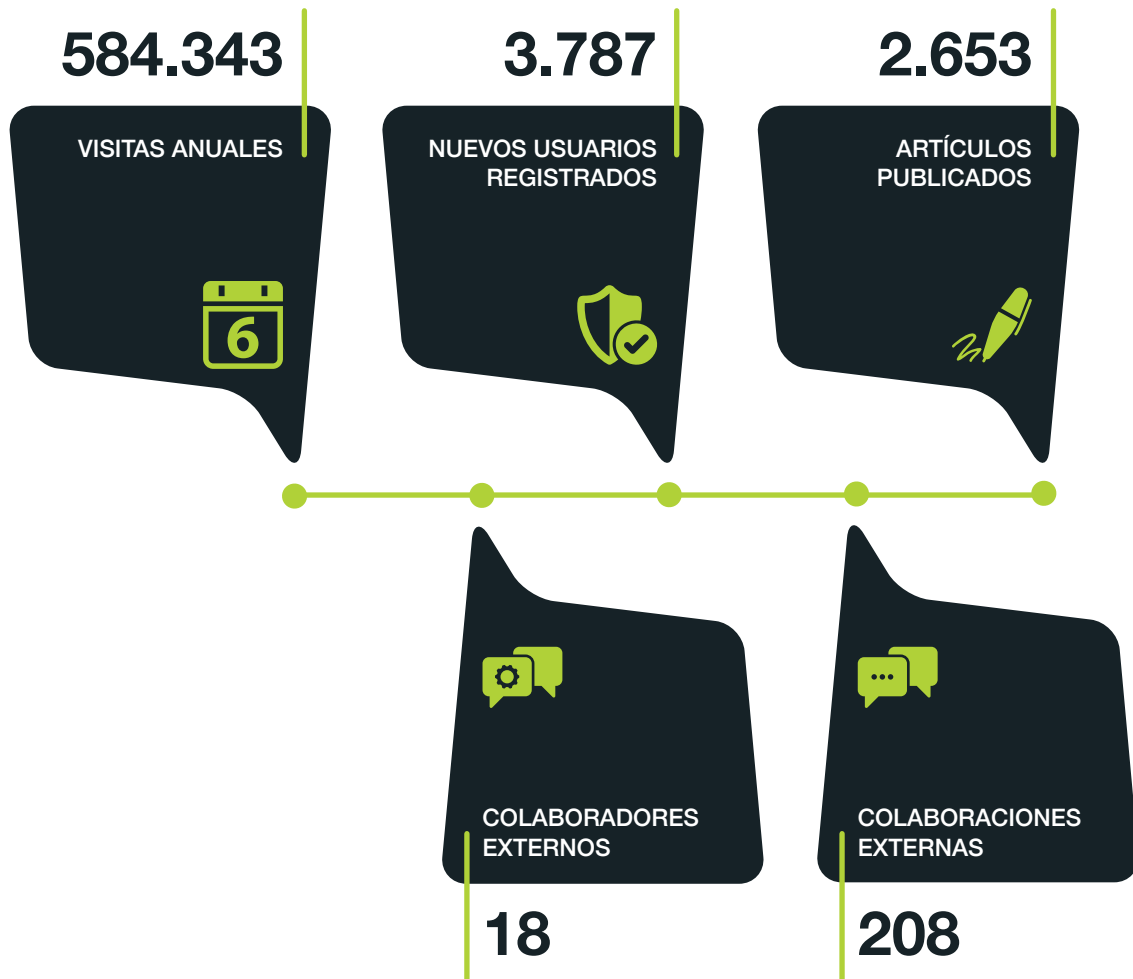 584.343
VISITAS ANUALES
6
3.787
NUEVOS USUARIOS
REGISTRADOS
2.653
ARTÍCULOS
PUBLICADOS
COLABORADORES
EXTERNOS
18
COLABORACIONES
EXTERNAS
208